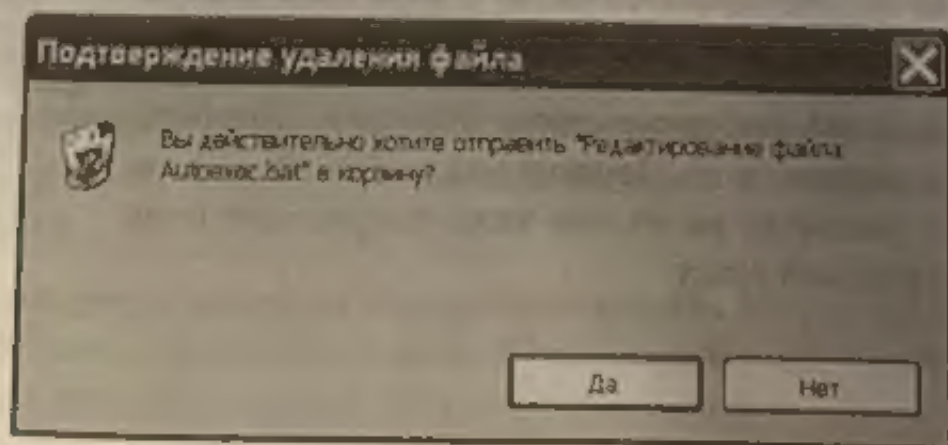 Подтверждение удаления файла
Вы действительно хотите отправить "Редактирование файла
Autoexec.bat" в корзину?
Да
Нет